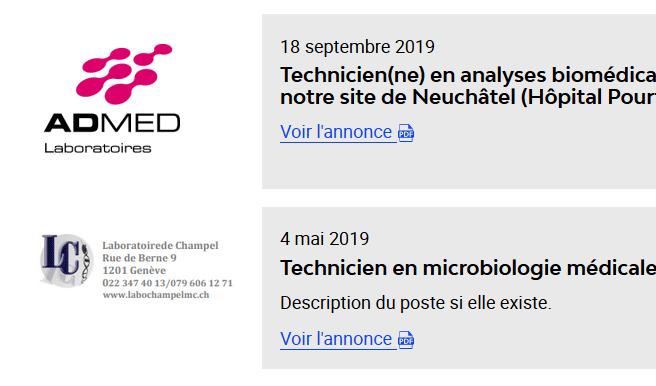 ADMED
Laboratoires
18 septembre 2019
Technicien(ne) en analyses biomédica
notre site de Neuchâtel (Hôpital Pour
Voir l'annonce PDF
LC
Laboratoirede Champel
Rue de Berne 9
1201 Genève
022 347 40 13/079 606 12 71
www.labochampelmc.ch
4 mai 2019
Technicien en microbiologie médicale
Description du poste si elle existe.
Voir l'annonce PDF